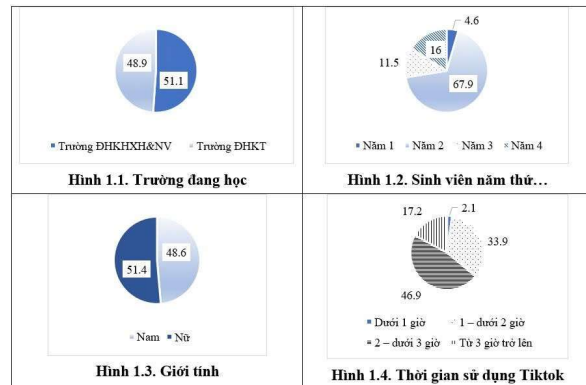 48.9
51.1
Trường ĐHKHXH&NV Trường ĐHKT
Hình 1.1. Trường đang học
4.6
16
11.5
67.9
Năm 1 Năm 2 Năm 3 Năm 4
Hình 1.2. Sinh viên năm thứ…
48.6
51.4
Nam Nữ
Hình 1.3. Giới tính
17.2
2.1
33.9
46.9
Dưới 1 giờ 1 – dưới 2 giờ
2 – dưới 3 giờ Từ 3 giờ trở lên
Hình 1.4. Thời gian sử dụng Tiktok